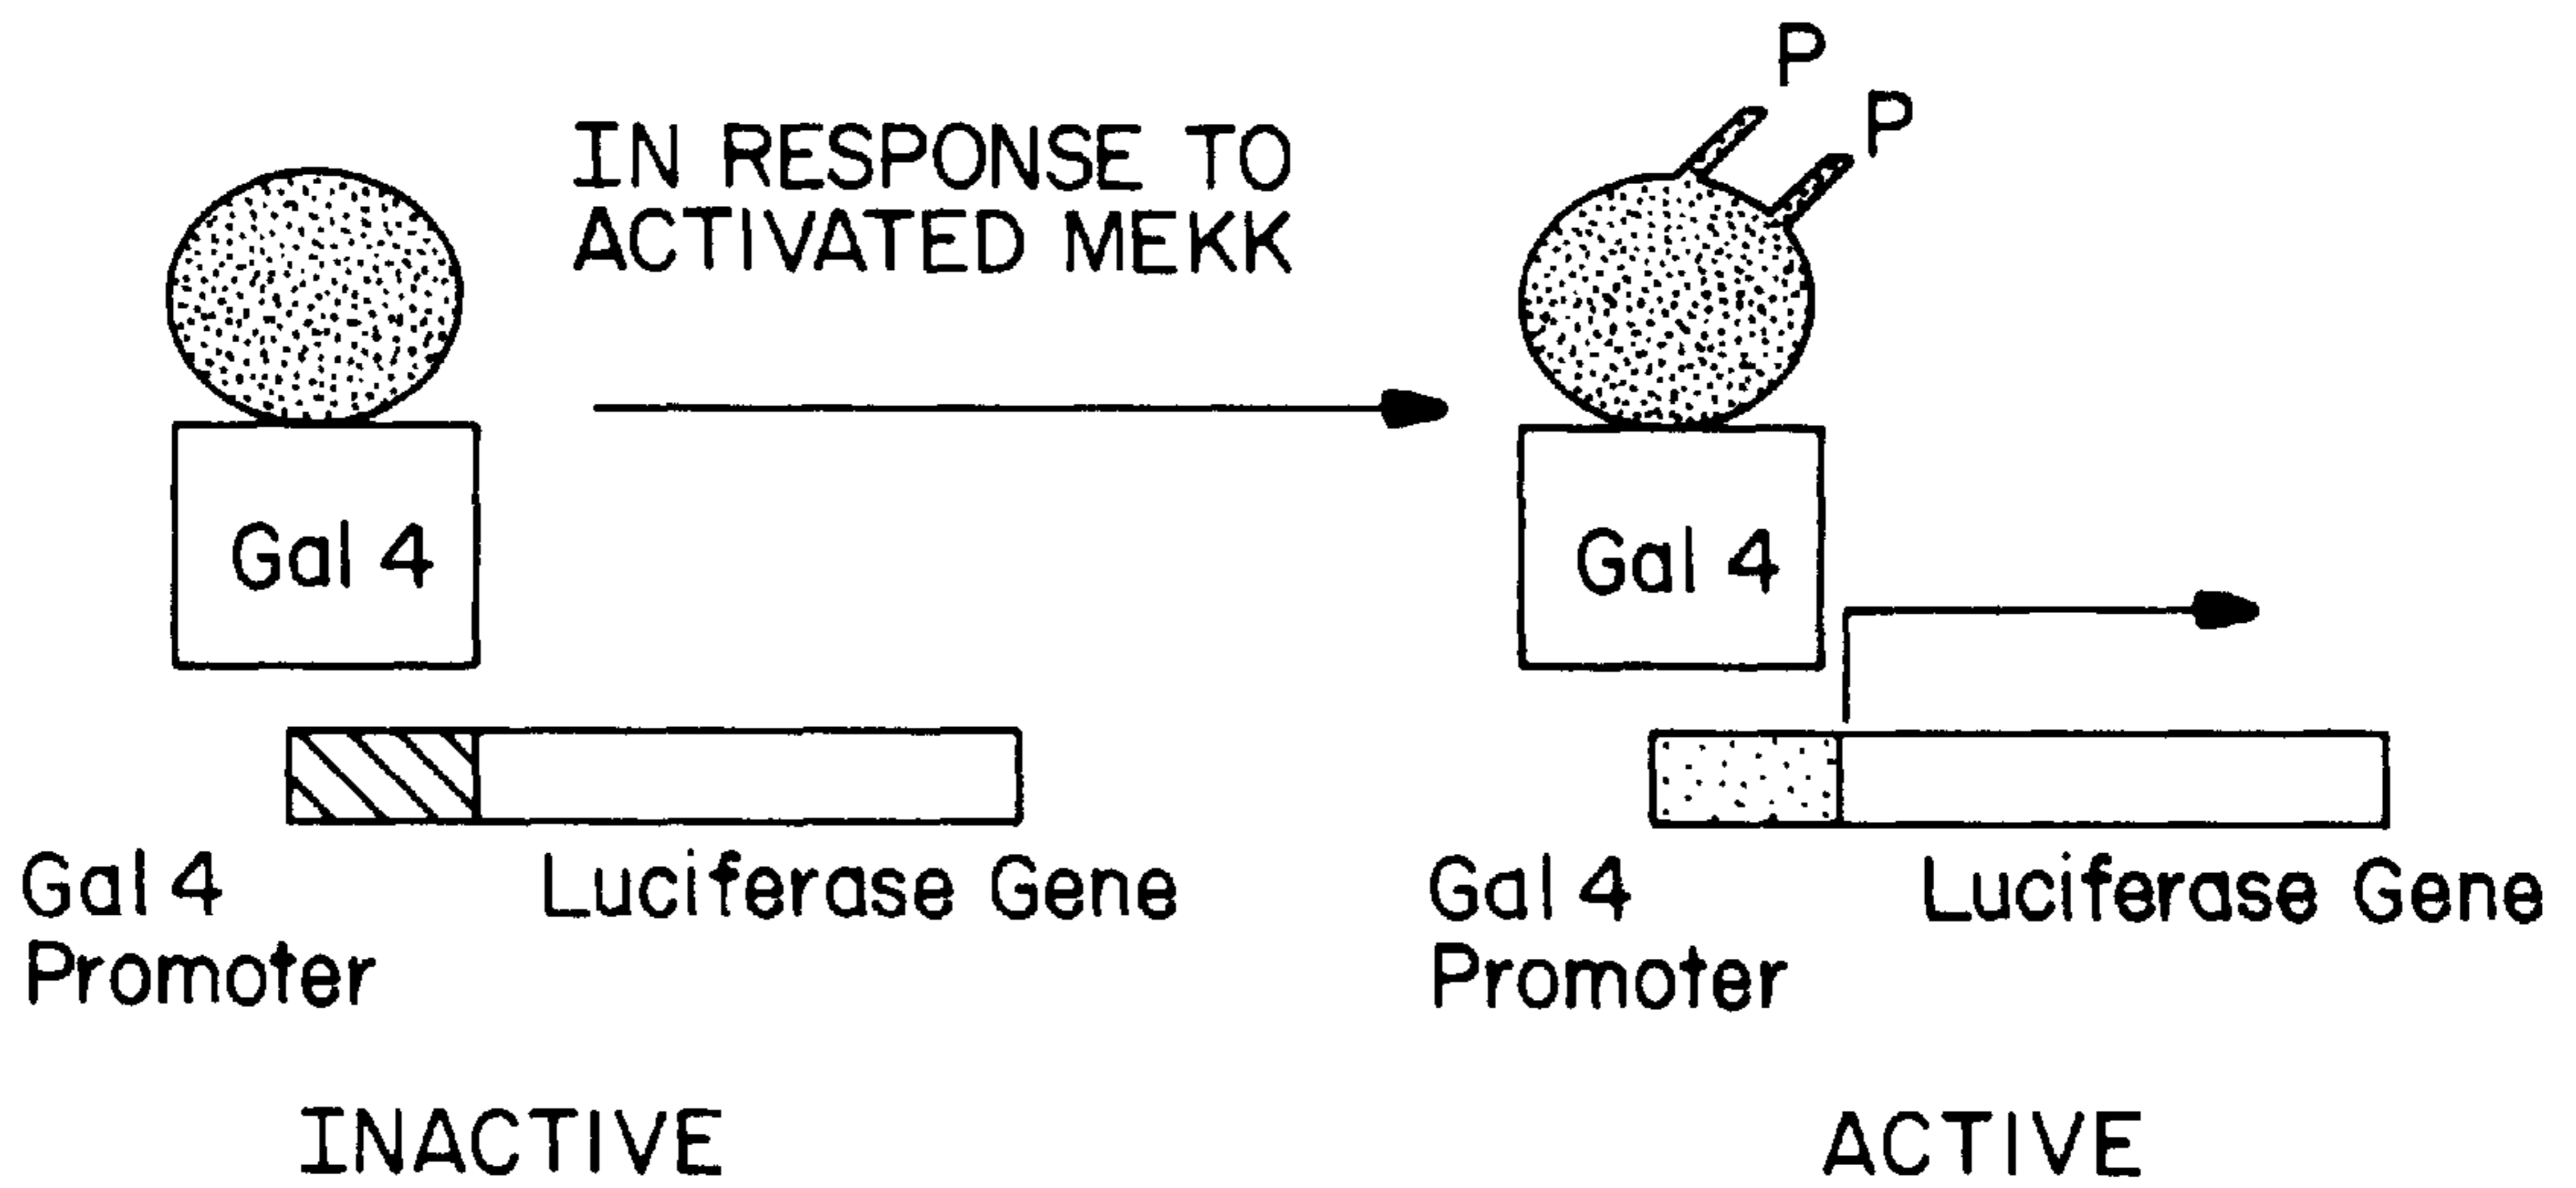 P
P
IN RESPONSE TO
ACTIVATED MEKK
Gal 4
Gal 4
Gal 4
Promoter
Luciferase Gene
Gal 4
Promoter
Luciferase Gene
INACTIVE
ACTIVE